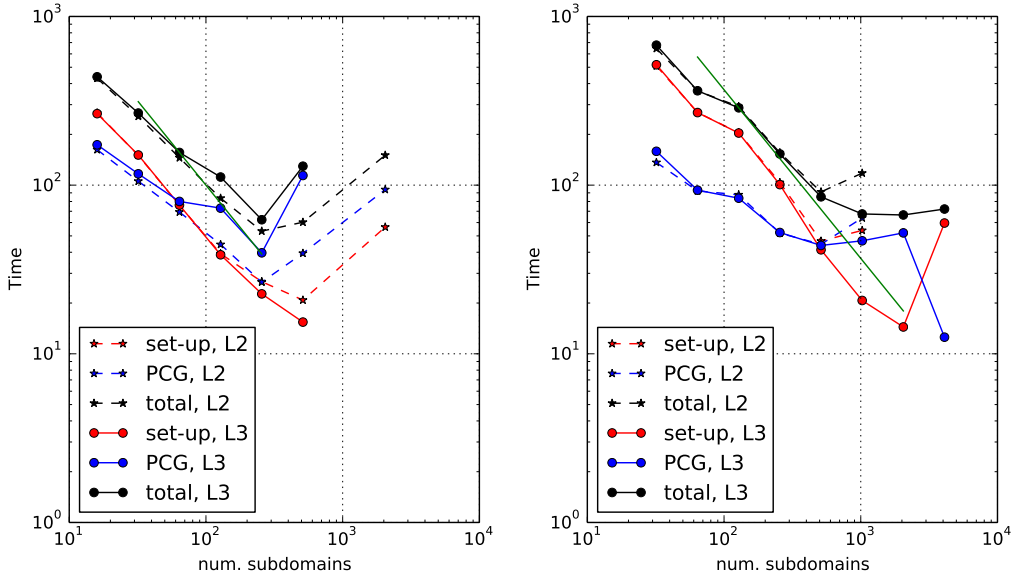 10^3
10^2
10^1
10^0
Time
set-up, L2
PCG, L2
total, L2
set-up, L3
PCG, L3
total, L3
10^1
10^2
10^3
10^4
num. subdomains
10^3
10^2
10^1
10^0
Time
set-up, L2
PCG, L2
total, L2
set-up, L3
PCG, L3
total, L3
10^1
10^2
10^3
10^4
num. subdomains